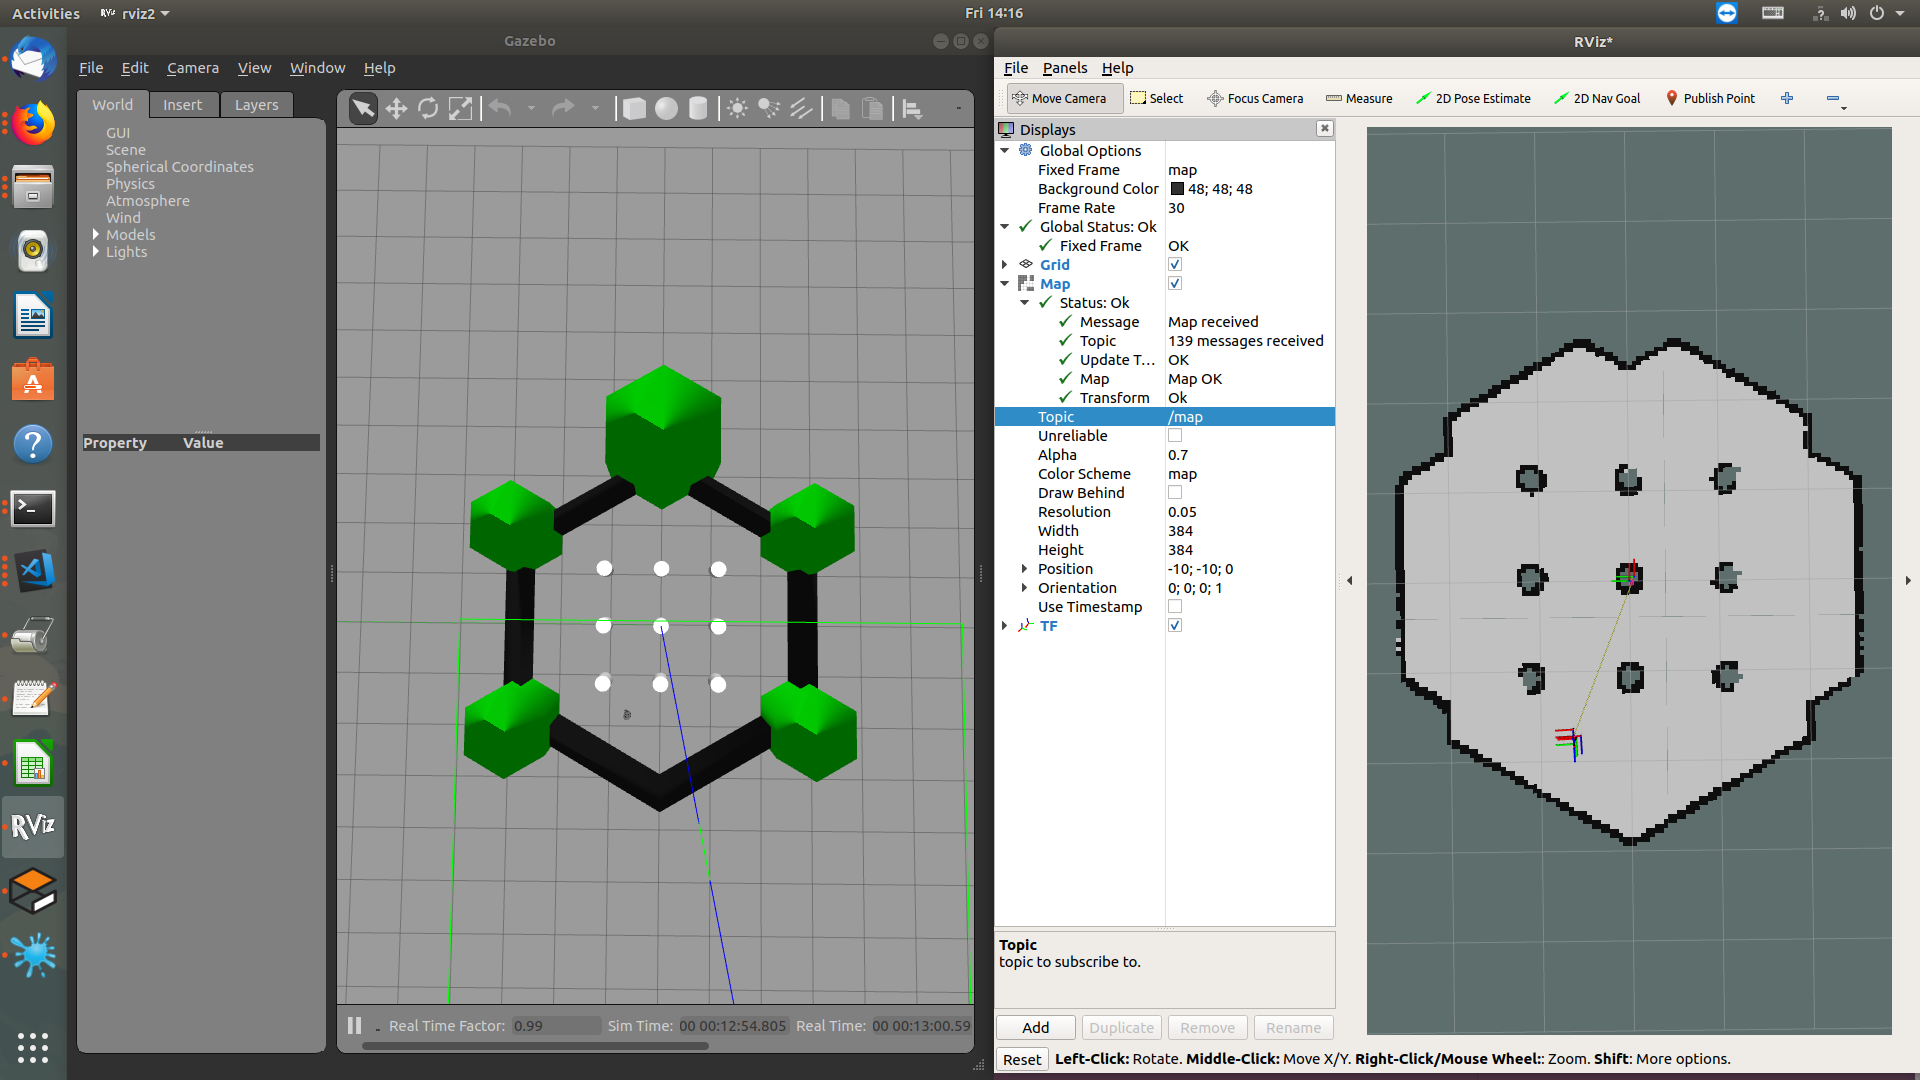 Activities
RViz rviz2
Fri 14:16
Gazebo
File Edit Camera View Window Help
World Insert Layers
GUI
Scene
Spherical Coordinates
Physics
Atmosphere
Wind
Models
Lights
Property Value
RViz
Real Time Factor: 0.99 Sim Time: 00 00:12:54.805 Real Time: 00 00:13:00.59
RViz*
File Panels Help
Move Camera Select Focus Camera Measure 2D Pose Estimate 2D Nav Goal Publish Point
Displays
Global Options
Fixed Frame map
Background Color 48; 48; 48
Frame Rate 30
Global Status: Ok
Fixed Frame OK
Grid
Map
Status: Ok
Message Map received
Topic 139 messages received
Update T... OK
Map Map OK
Transform Ok
Topic /map
Unreliable
Alpha 0.7
Color Scheme map
Draw Behind
Resolution 0.05
Width 384
Height 384
Position -10; -10; 0
Orientation 0; 0; 0; 1
Use Timestamp
TF
Topic
topic to subscribe to.
Add Duplicate Remove Rename
Reset Left-Click: Rotate. Middle-Click: Move X/Y. Right-Click/Mouse Wheel:: Zoom. Shift: More options.